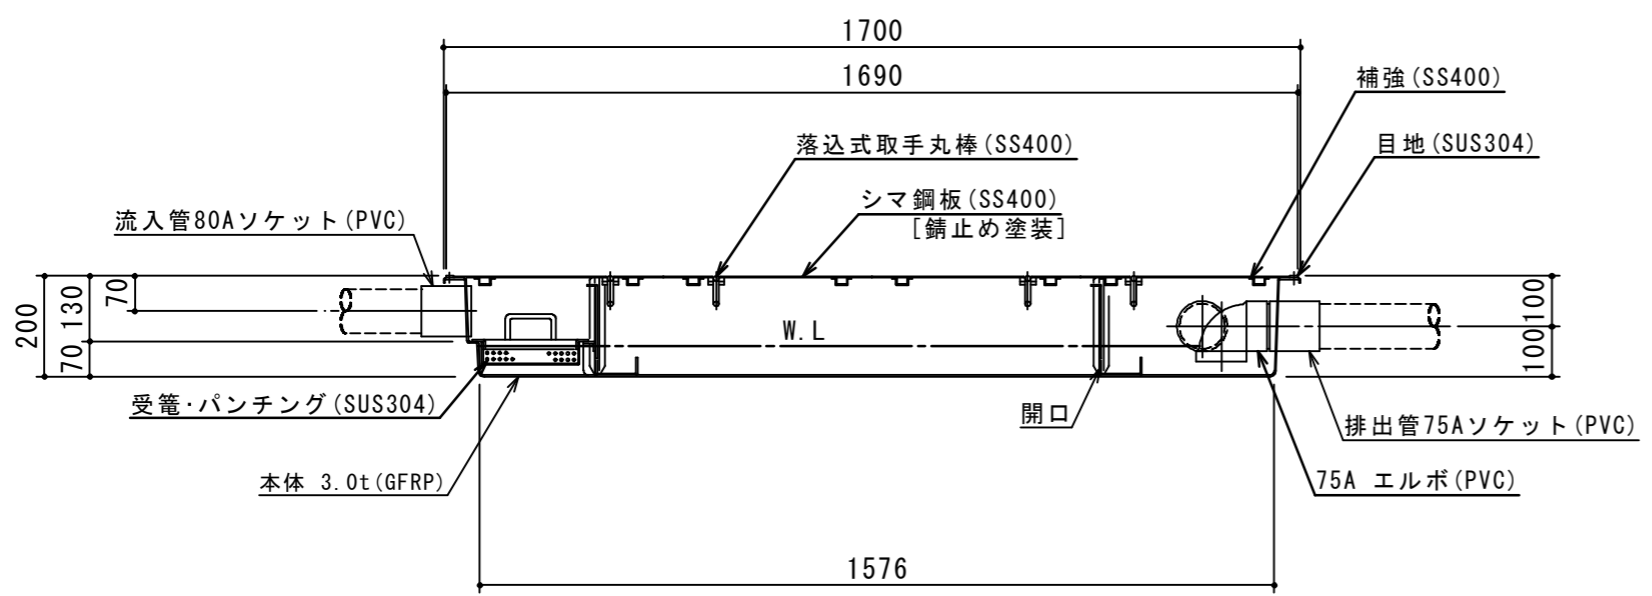 1700
1690
補強(SS400)
落込式取手丸棒(SS400)
目地(SUS304)
シマ鋼板(SS400)
[錆止め塗装]
流入管80Aソケット(PVC)
200
130
70
70
100
100
W.L
受篭・パンチング(SUS304)
開口
排出管75Aソケット(PVC)
本体 3.0t(GFRP)
75A エルボ(PVC)
1576